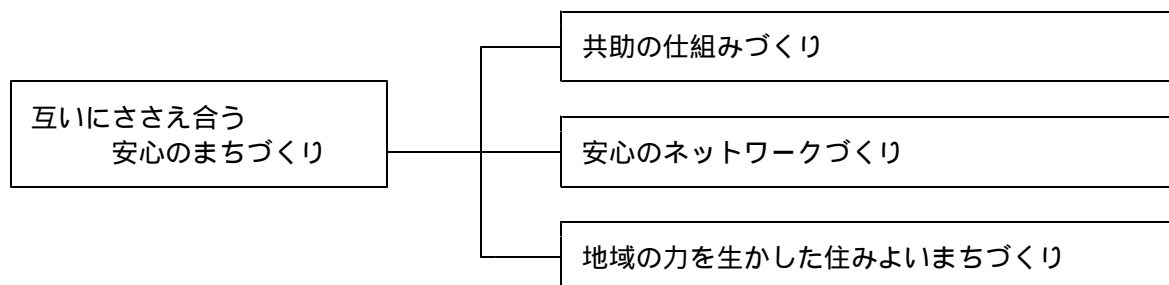 互いにささえ合う
安心のまちづくり
共助の仕組みづくり
安心のネットワークづくり
地域の力を生かした住みよいまちづくり